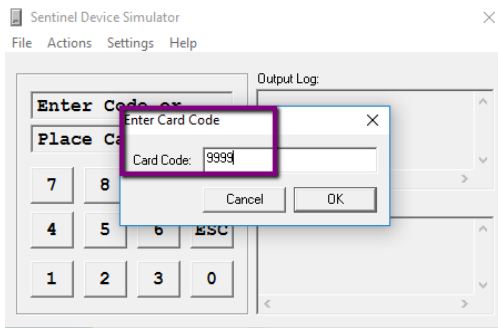 Sentinel Device Simulator
File Actions Settings Help
Output Log:
Enter Code or
Place Ca
Enter Card Code
Card Code: 9999
Cancel OK
7 8
4 5 6 ESC
1 2 3 0